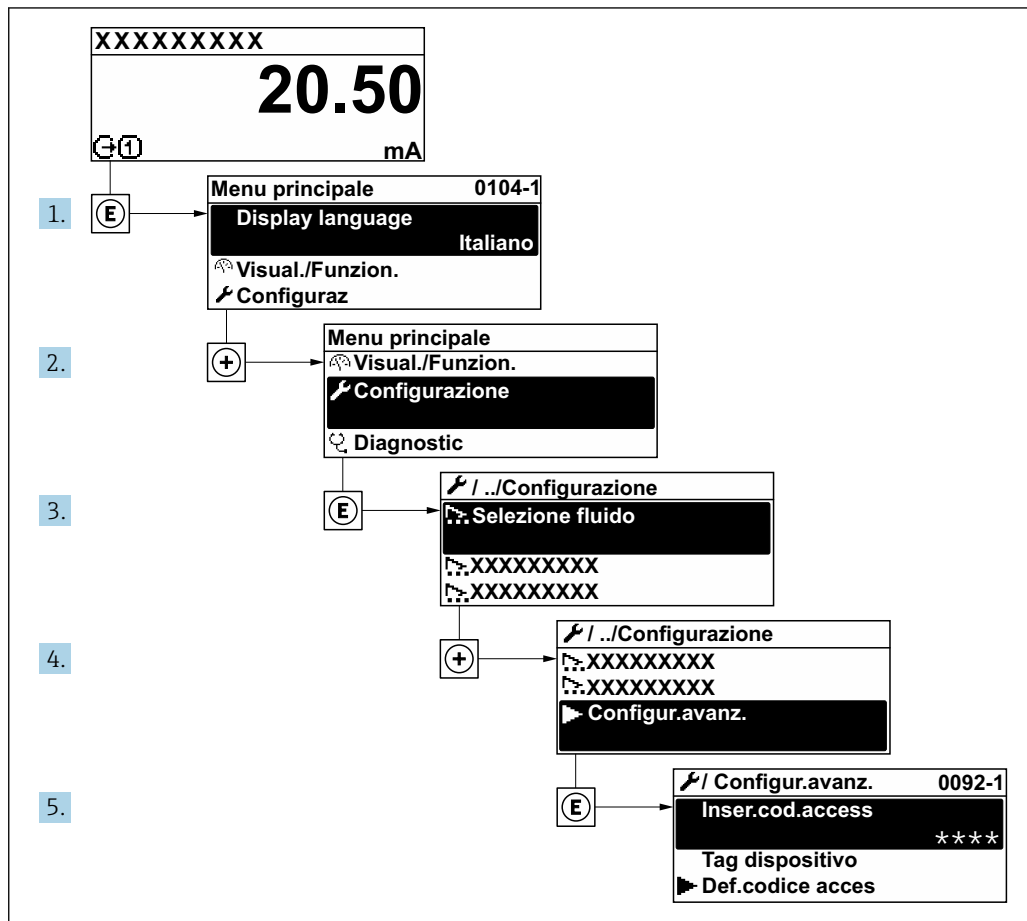 XXXXXXXXX
20.50
1 mA
1. E Menu principale 0104-1
Display language
Italiano
Visual./Funzion.
Configuraz
2. + Menu principale
Visual./Funzion.
Configurazione
Diagnostic
3. E / ../Configurazione
Selezione fluido
XXXXXXXXX
XXXXXXXXX
4. + / ../Configurazione
XXXXXXXXX
XXXXXXXXX
Configur.avanz.
5. E / Configur.avanz. 0092-1
Inser.cod.access
****
Tag dispositivo
Def.codice acces